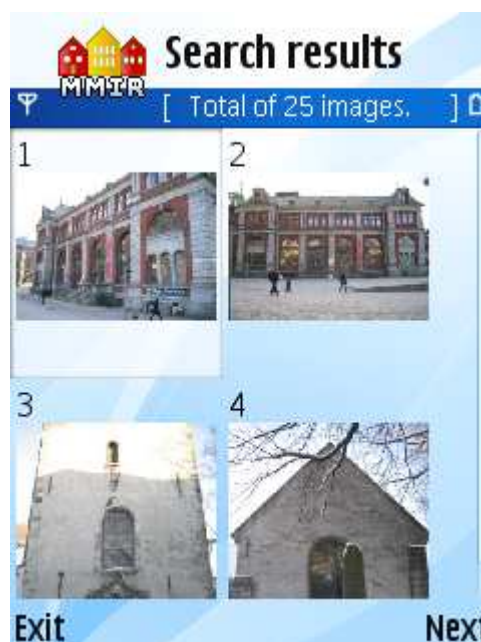 Search results
MMIR
[ Total of 25 images. ]
1 2
3 4
Exit Next